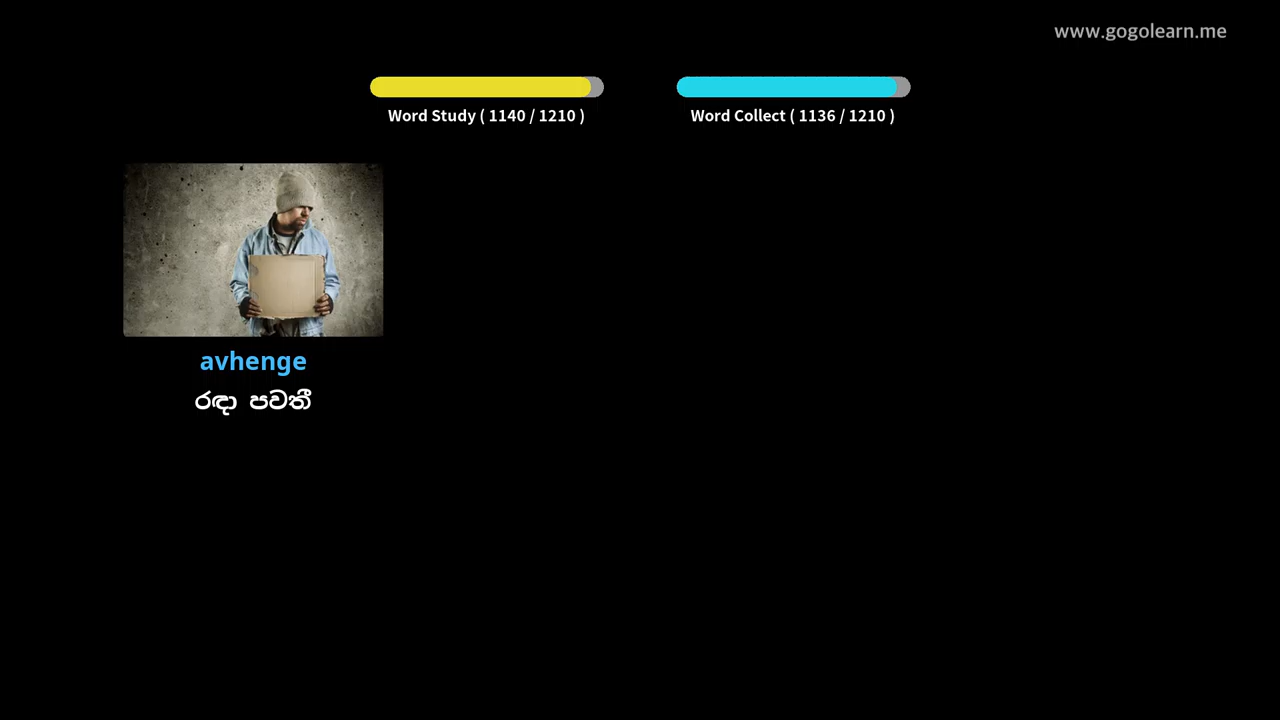 www.gogolearn.me
Word Study ( 1140 / 1210 )
Word Collect ( 1136 / 1210 )
avhenge
රඳා පවතී